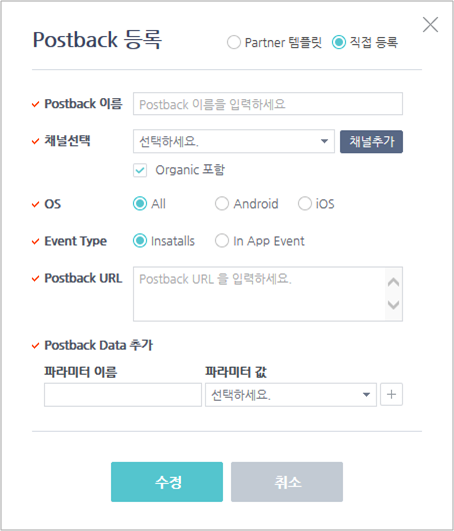 Postback 등록
Partner 템플릿 직접 등록
Postback 이름 Postback 이름을 입력하세요
채널선택 선택하세요. 채널추가
Organic 포함
OS All Android iOS
Event Type Insatalls In App Event
Postback URL Postback URL 을 입력하세요.
Postback Data 추가
파라미터 이름 파라미터 값
선택하세요.
수정 취소